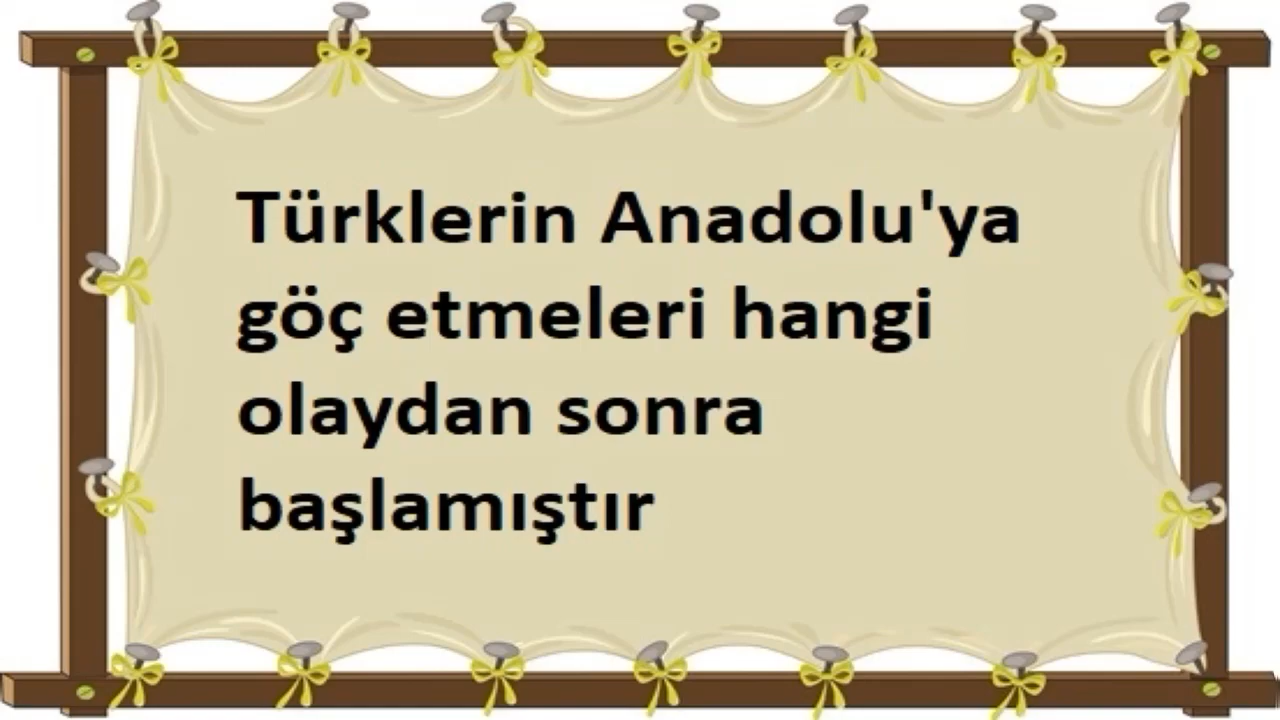 Türklerin Anadolu'ya
göç etmeleri hangi
olaydan sonra
başlamıştır